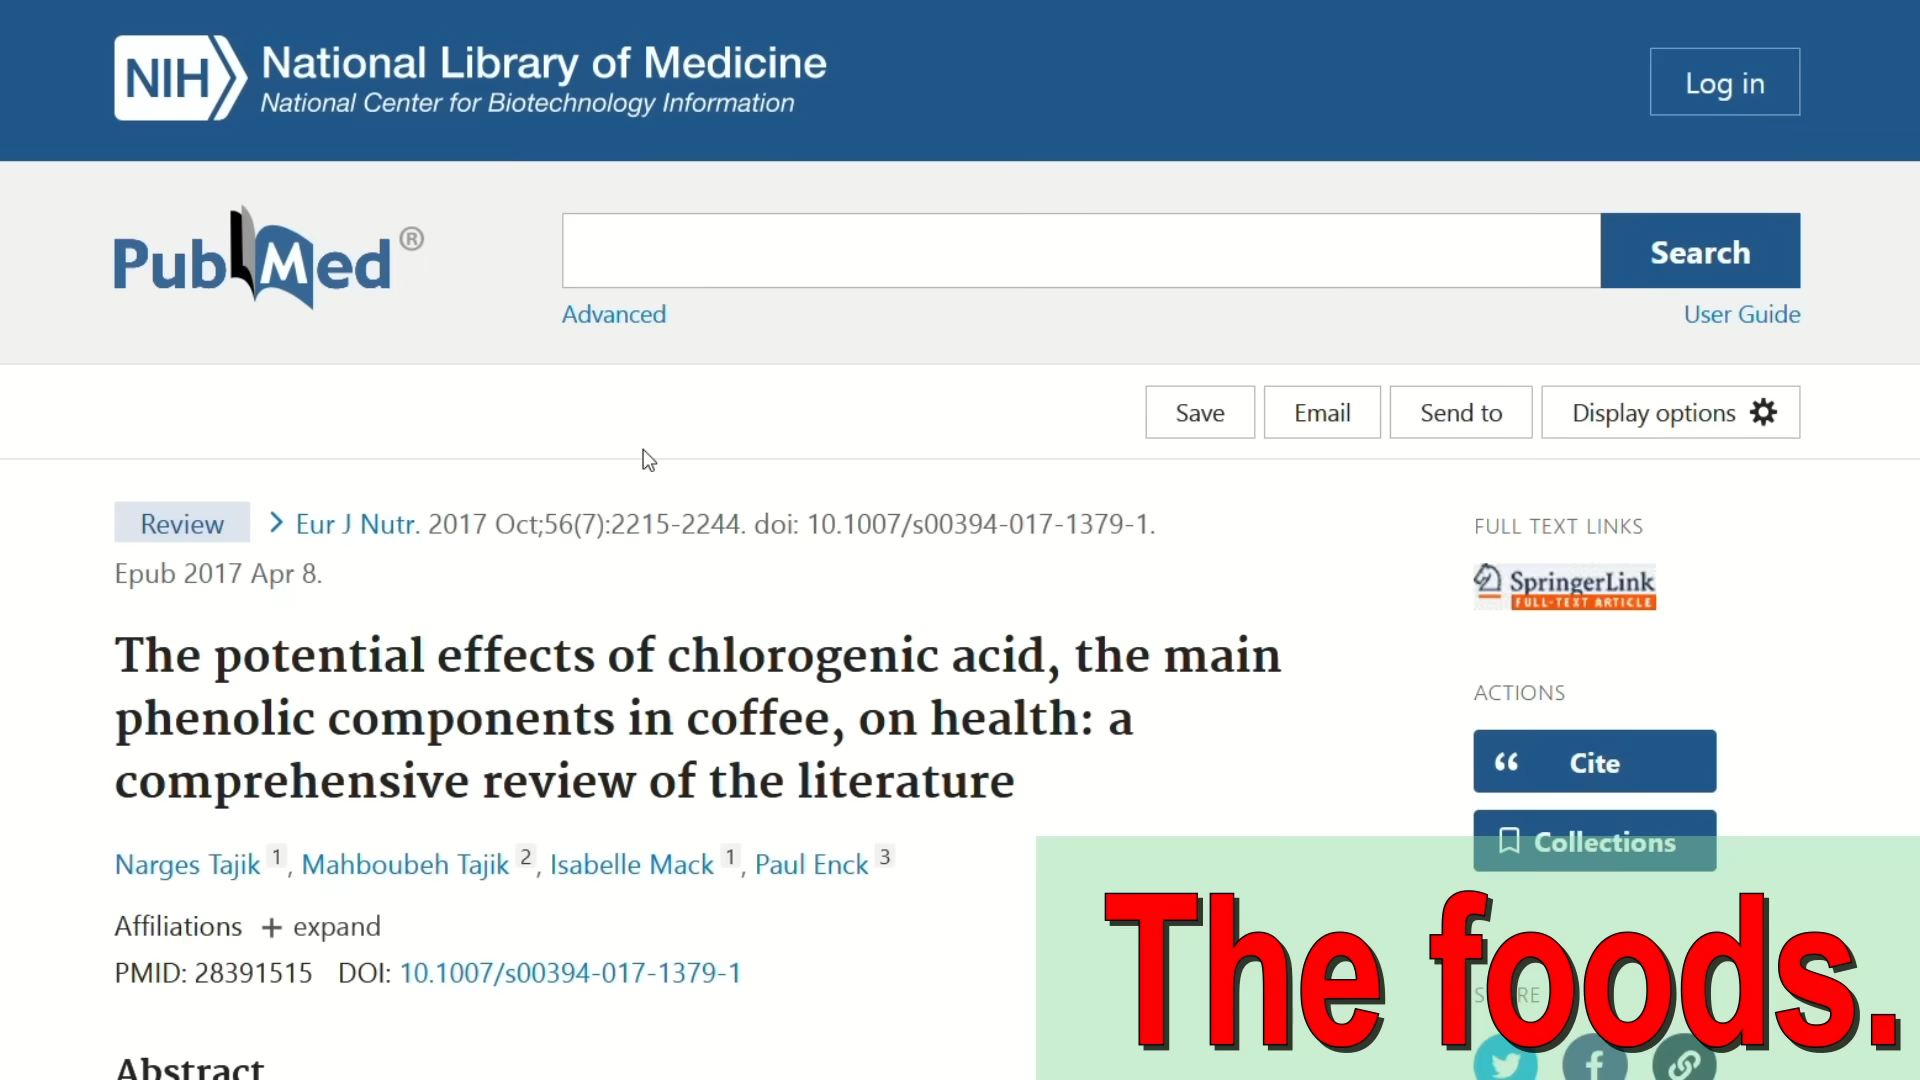 NIH National Library of Medicine
National Center for Biotechnology Information
Log in
PubMed®
Search
Advanced
User Guide
Save
Email
Send to
Display options
Review
Eur J Nutr. 2017 Oct;56(7):2215-2244. doi: 10.1007/s00394-017-1379-1.
Epub 2017 Apr 8.
The potential effects of chlorogenic acid, the main
phenolic components in coffee, on health: a
comprehensive review of the literature
Narges Tajik 1, Mahboubeh Tajik 2, Isabelle Mack 1, Paul Enck 3
Affiliations + expand
PMID: 28391515 DOI: 10.1007/s00394-017-1379-1
Abstract
FULL TEXT LINKS
SpringerLink
FULL-TEXT ARTICLE
ACTIONS
Cite
Collections
The foods.